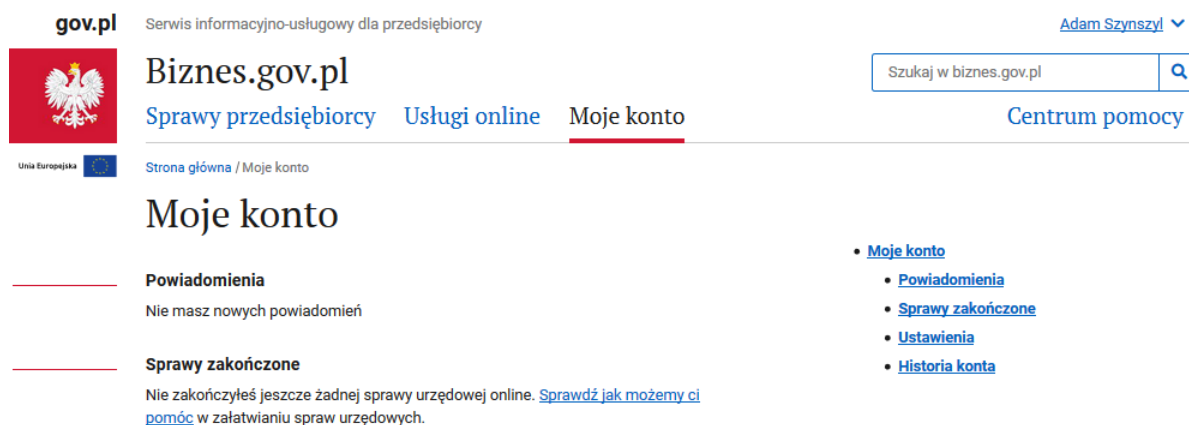 gov.pl
Serwis informacyjno-usługowy dla przedsiębiorcy
Adam Szynszyl
Biznes.gov.pl
Szukaj w biznes.gov.pl
Sprawy przedsiębiorcy
Usługi online
Moje konto
Centrum pomocy
Unia Europejska
Strona główna / Moje konto
Moje konto
Powiadomienia
Nie masz nowych powiadomień
Sprawy zakończone
Nie zakończyłeś jeszcze żadnej sprawy urzędowej online. Sprawdź jak możemy ci
pomóc w załatwianiu spraw urzędowych.
Moje konto
Powiadomienia
Sprawy zakończone
Ustawienia
Historia konta